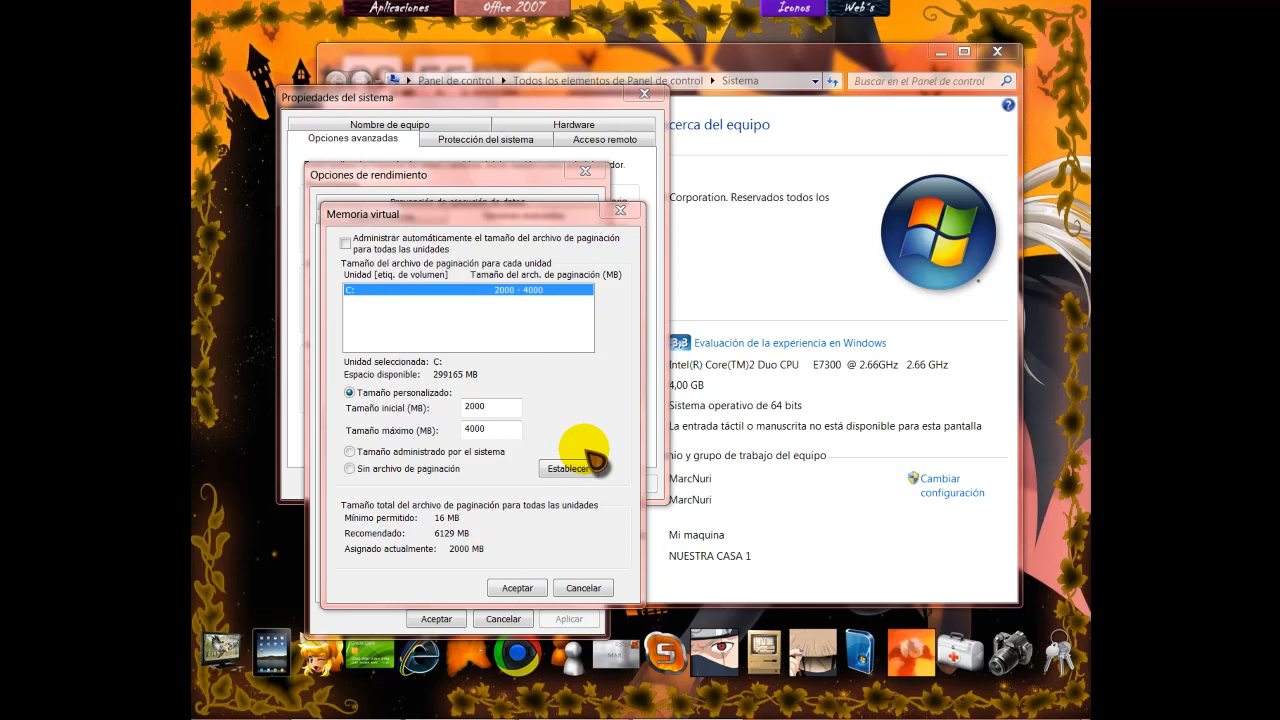 Aplicaciones
Office 2007
Iconos
Web's
Panel de control
Todos los elementos de Panel de control
Sistema
Buscar en el Panel de control
Propiedades del sistema
Nombre de equipo
Hardware
Opciones avanzadas
Protección del sistema
Acceso remoto
cerca del equipo
Opciones de rendimiento
Corporation. Reservados todos los
Memoria virtual
Administrar automáticamente el tamaño del archivo de paginación
para todas las unidades
Tamaño del archivo de paginación para cada unidad
Unidad [etiq. de volumen]
Tamaño del arch. de paginación (MB)
C:
2000 - 4000
Unidad seleccionada: C:
Espacio disponible: 299165 MB
Tamaño personalizado:
Tamaño inicial (MB):
2000
Tamaño máximo (MB):
4000
Tamaño administrado por el sistema
Sin archivo de paginación
Establecer
Tamaño total del archivo de paginación para todas las unidades
Mínimo permitido: 16 MB
Recomendado: 6129 MB
Asignado actualmente: 2000 MB
Aceptar
Cancelar
Aceptar
Cancelar
Aplicar
3,3
Evaluación de la experiencia en Windows
Intel(R) Core(TM)2 Duo CPU E7300 @ 2.66GHz 2.66 GHz
4,00 GB
Sistema operativo de 64 bits
La entrada táctil o manuscrita no está disponible para esta pantalla
nio y grupo de trabajo del equipo
MarcNuri
Cambiar
configuración
MarcNuri
Mi maquina
NUESTRA CASA 1